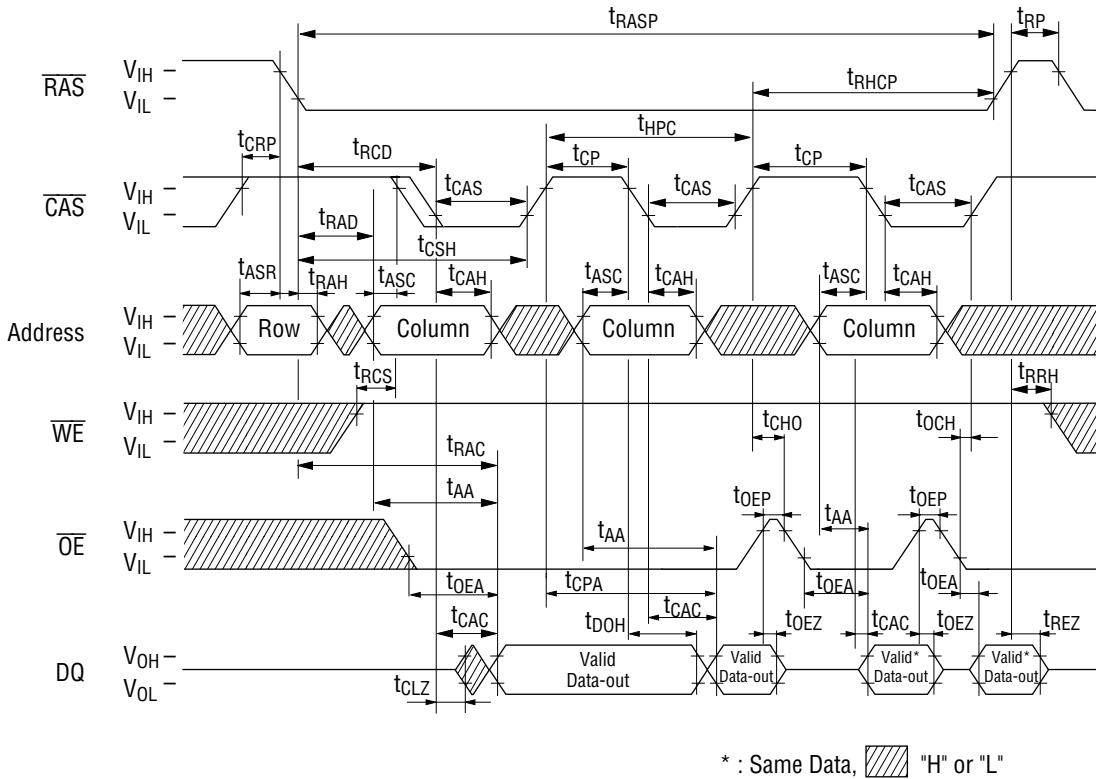 tRASP
tRP
RAS
VIH
VIL
tRHCP
tHPC
tCRP
tRCD
tCP
tCP
CAS
VIH
VIL
tCAS
tCAS
tCAS
tRAD
tCSH
tASR
tRAH
tASC
tCAH
tASC
tCAH
tASC
tCAH
Address
VIH
VIL
Row
Column
Column
Column
tRCS
tRRH
WE
VIH
VIL
tCHO
tOCH
tRAC
tAA
tOEP
tOEP
OE
VIH
VIL
tAA
tAA
tOEA
tCPA
tOEA
tOEA
tCAC
tCAC
tDOH
tOEZ
tCAC
tOEZ
tREZ
DQ
VOH
VOL
Valid
Data-out
Valid
Data-out
Valid*
Data-out
Valid*
Data-out
tCLZ
* : Same Data, "H" or "L"